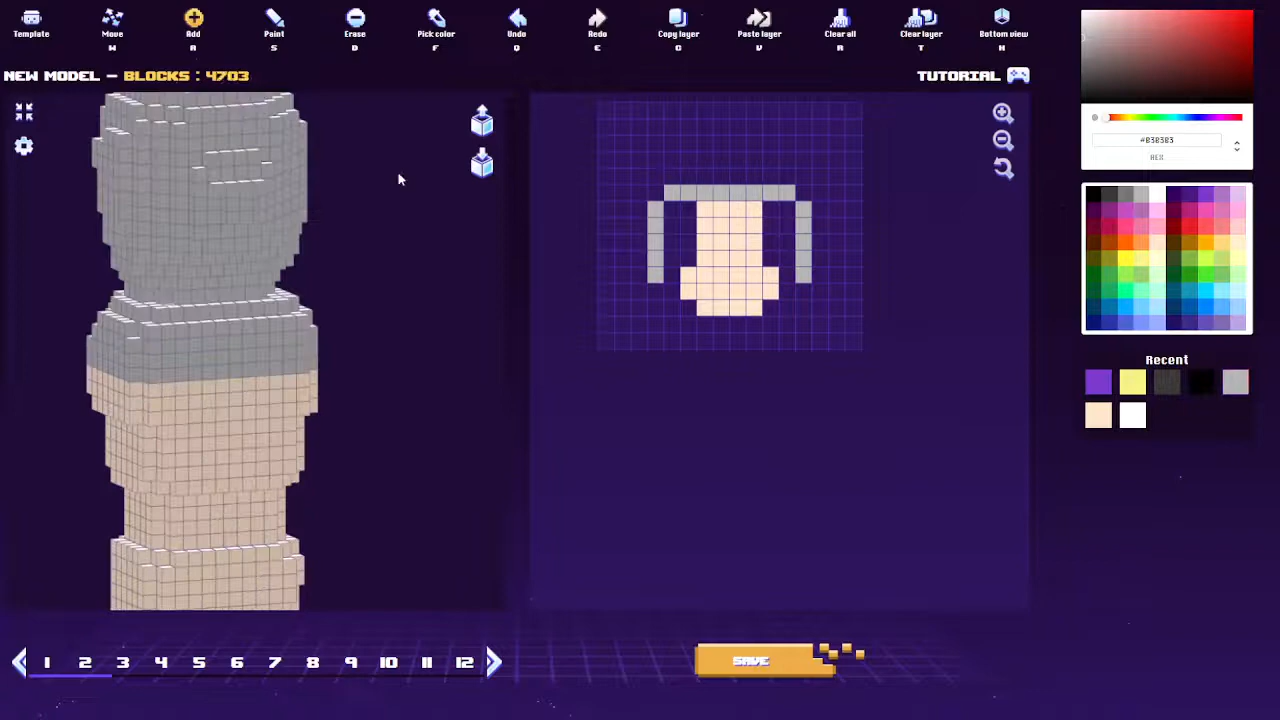 Template Move Add Paint Erase Pick color Undo Redo Copy layer Paste layer Clear all Clear layer Bottom view
W A S D F Q E C V R T H
NEW MODEL – BLOCKS : 4703
TUTORIAL
#B3B3B3
HEX
Recent
1 2 3 4 5 6 7 8 9 10 11 12
SAVE